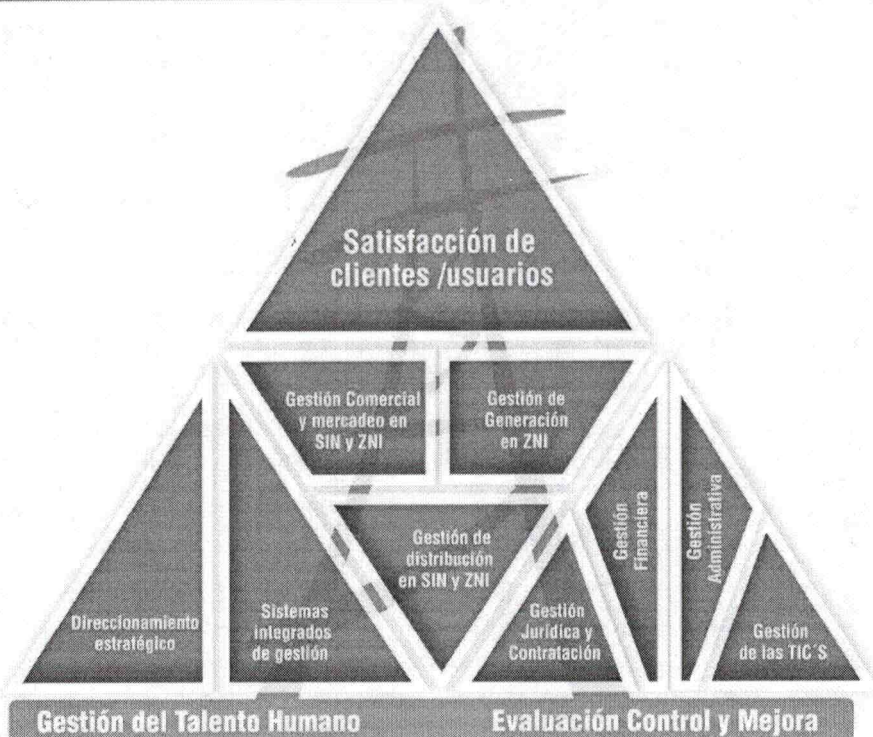 Satisfacción de
clientes /usuarios
Gestión Comercial
y mercadeo en
SIN y ZNI
Gestión de
Generación
en ZNI
Gestión de
distribución
en SIN y ZNI
Direccionamiento
estratégico
Sistemas
integrados
de gestión
Gestión
Jurídica y
Contratación
Gestión
Financiera
Gestión
Administrativa
Gestión
de las TIC´S
Gestión del Talento Humano
Evaluación Control y Mejora